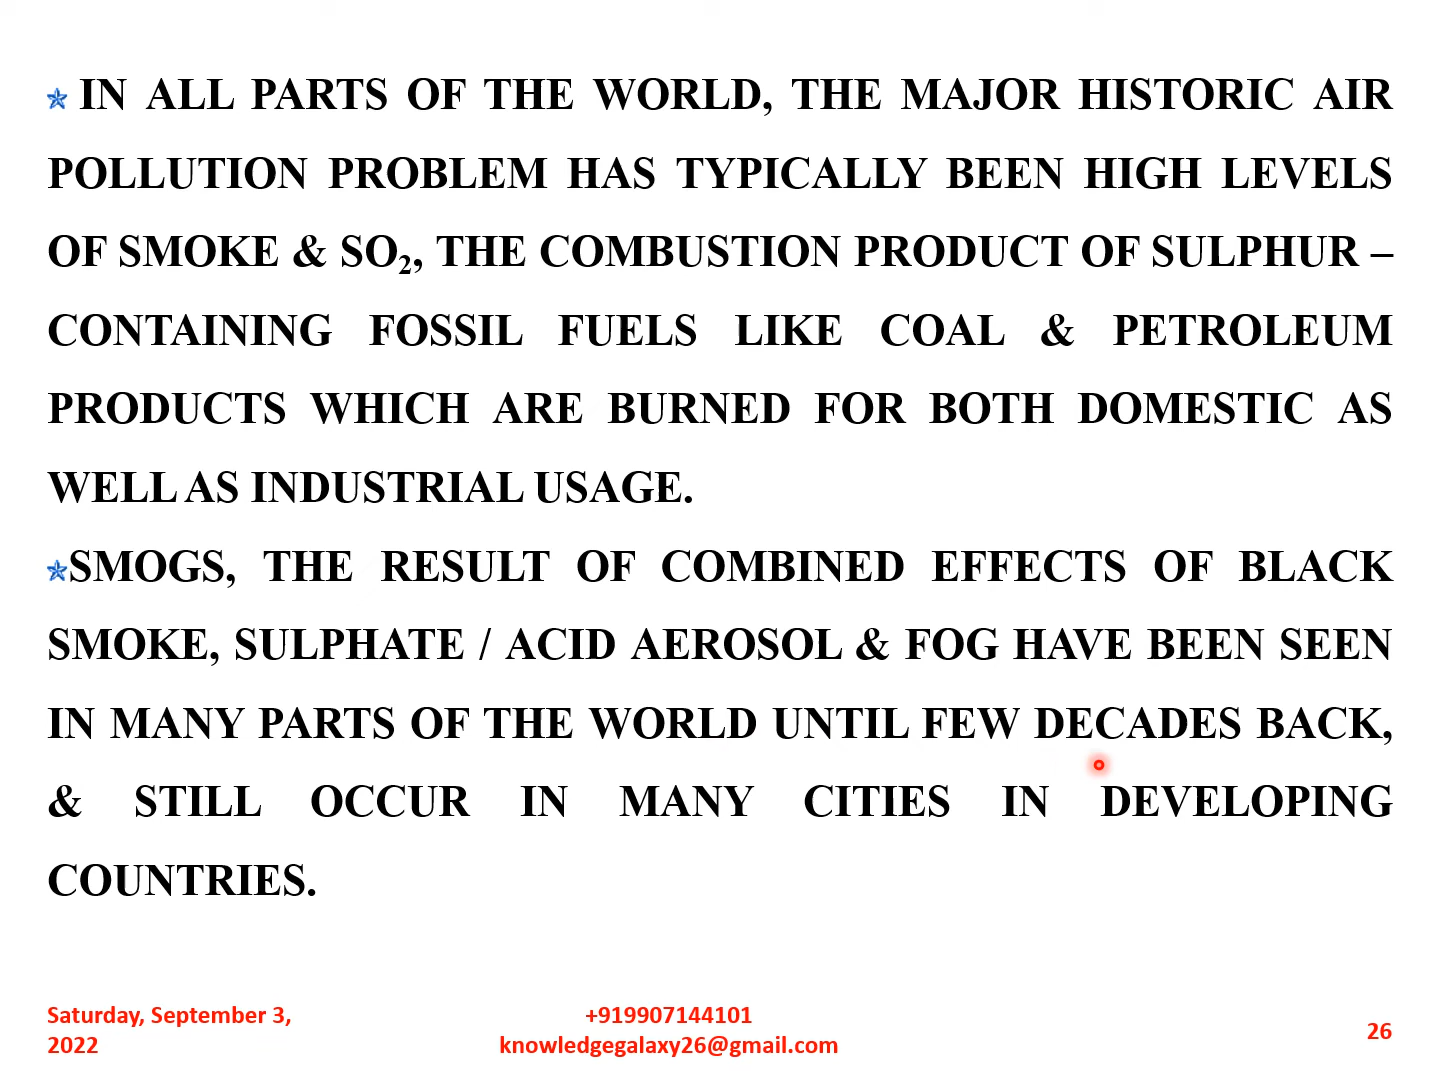 IN ALL PARTS OF THE WORLD, THE MAJOR HISTORIC AIR
POLLUTION PROBLEM HAS TYPICALLY BEEN HIGH LEVELS
OF SMOKE & SO₂, THE COMBUSTION PRODUCT OF SULPHUR –
CONTAINING FOSSIL FUELS LIKE COAL & PETROLEUM
PRODUCTS WHICH ARE BURNED FOR BOTH DOMESTIC AS
WELL AS INDUSTRIAL USAGE.
SMOGS, THE RESULT OF COMBINED EFFECTS OF BLACK
SMOKE, SULPHATE / ACID AEROSOL & FOG HAVE BEEN SEEN
IN MANY PARTS OF THE WORLD UNTIL FEW DECADES BACK,
& STILL OCCUR IN MANY CITIES IN DEVELOPING
COUNTRIES.
Saturday, September 3,
2022
+919907144101
knowledgegalaxy26@gmail.com
26